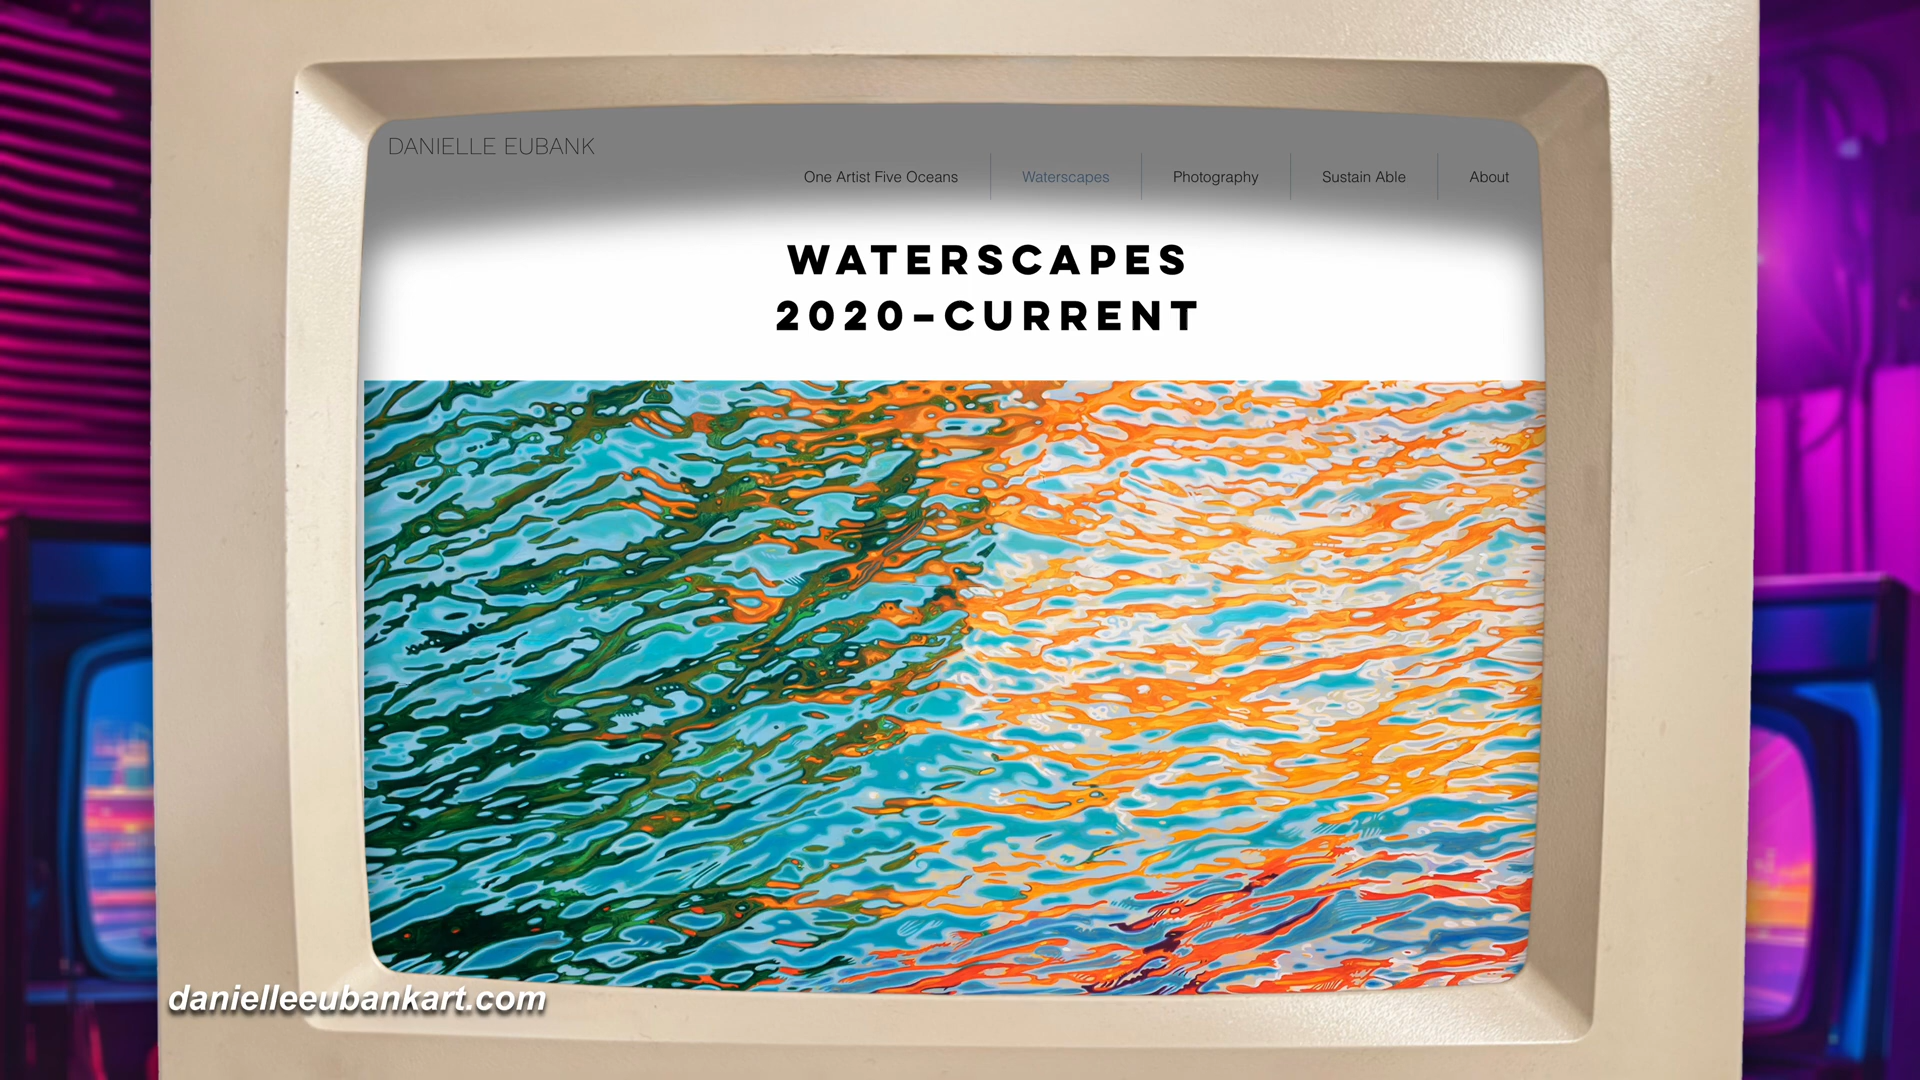 DANIELLE EUBANK
One Artist Five Oceans
Waterscapes
Photography
Sustain Able
About
WATERSCAPES
2020–CURRENT
danielleeubankart.com